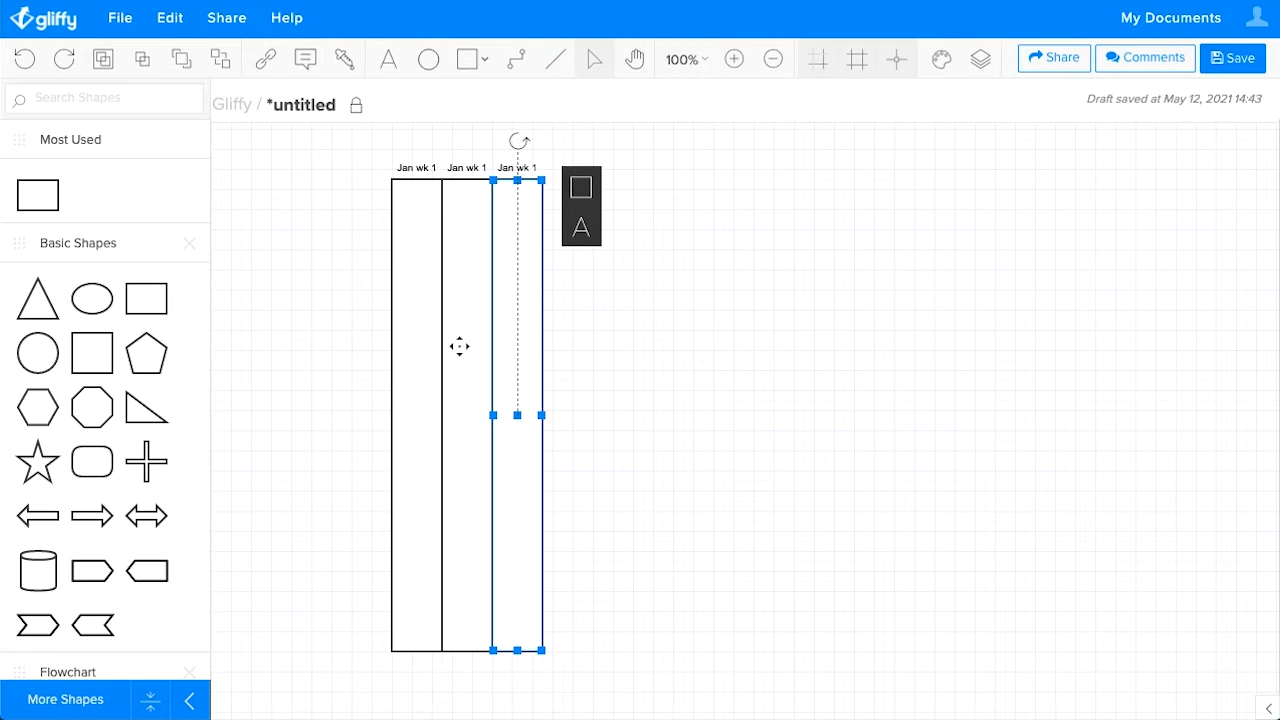 gliffy File Edit Share Help My Documents
100% Share Comments Save
Search Shapes
Gliffy / *untitled
Draft saved at May 12, 2021 14:43
Most Used
Jan wk 1 Jan wk 1 Jan wk 1
A
Basic Shapes
Flowchart
More Shapes